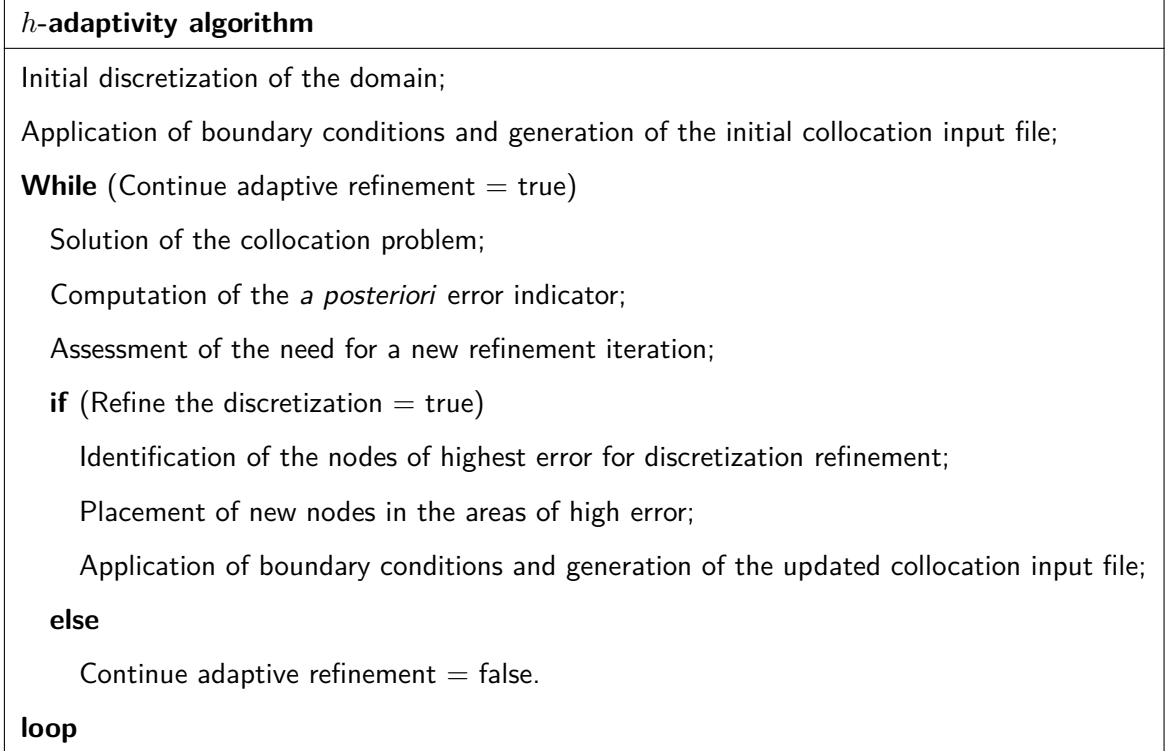 h-adaptivity algorithm
Initial discretization of the domain;
Application of boundary conditions and generation of the initial collocation input file;
While (Continue adaptive refinement = true)
Solution of the collocation problem;
Computation of the a posteriori error indicator;
Assessment of the need for a new refinement iteration;
if (Refine the discretization = true)
Identification of the nodes of highest error for discretization refinement;
Placement of new nodes in the areas of high error;
Application of boundary conditions and generation of the updated collocation input file;
else
Continue adaptive refinement = false.
loop